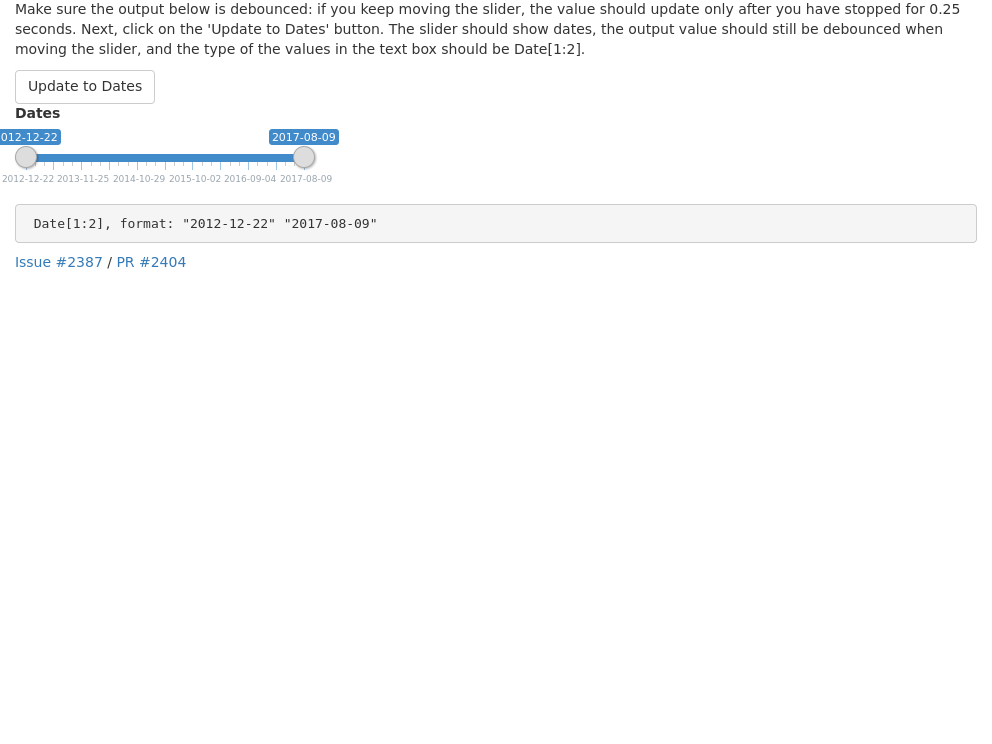 Make sure the output below is debounced: if you keep moving the slider, the value should update only after you have stopped for 0.25
seconds. Next, click on the 'Update to Dates' button. The slider should show dates, the output value should still be debounced when
moving the slider, and the type of the values in the text box should be Date[1:2].
Update to Dates
Dates
012-12-22 2017-08-09
2012-12-22 2013-11-25 2014-10-29 2015-10-02 2016-09-04 2017-08-09
Date[1:2], format: "2012-12-22" "2017-08-09"
Issue #2387 / PR #2404